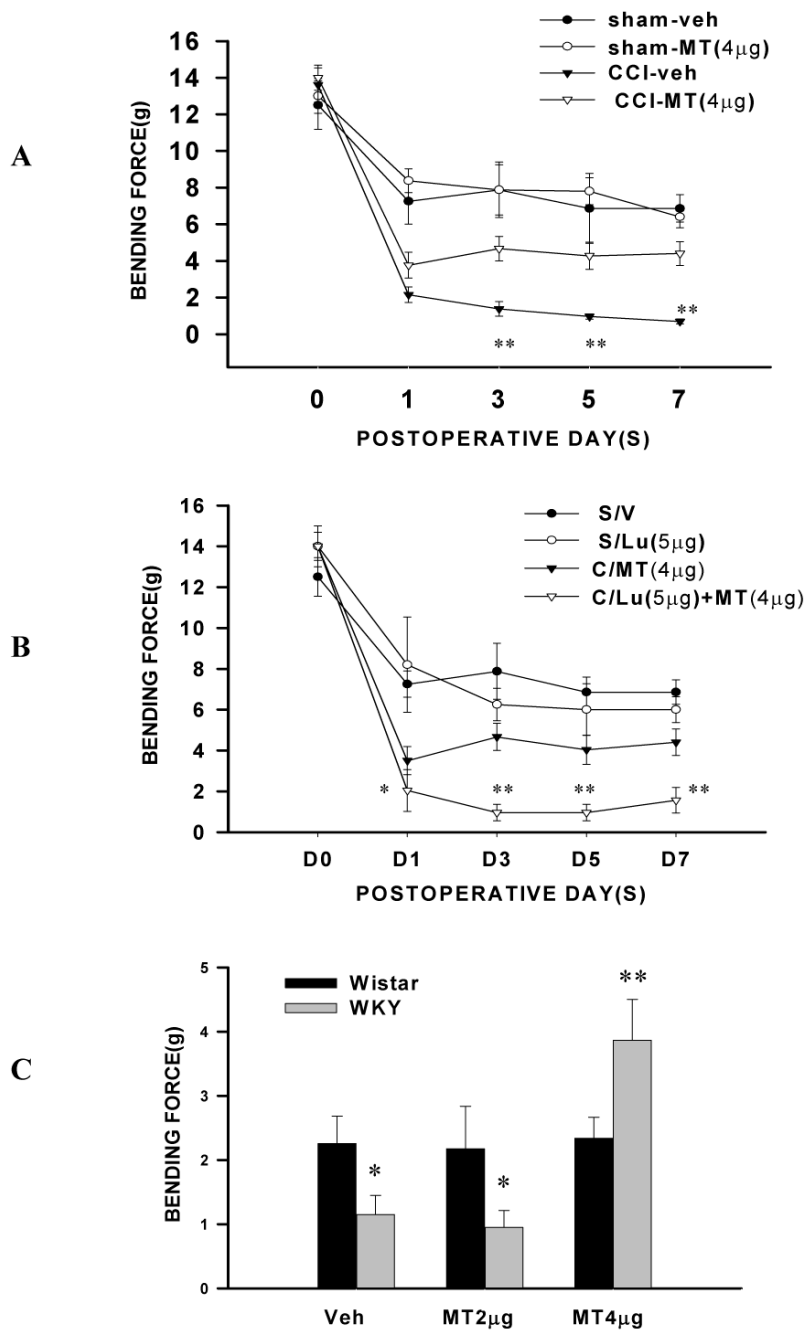 A
BENDING FORCE(g)
16
14
12
10
8
6
4
2
0
sham-veh
sham-MT(4μg)
CCI-veh
CCI-MT(4μg)
**
**
**
0 1 3 5 7
POSTOPERATIVE DAY(S)
B
BENDING FORCE(g)
16
14
12
10
8
6
4
2
0
S/V
S/Lu(5μg)
C/MT(4μg)
C/Lu(5μg)+MT(4μg)
* ** ** **
D0 D1 D3 D5 D7
POSTOPERATIVE DAY(S)
C
BENDING FORCE(g)
5
4
3
2
1
0
Wistar
WKY
**
*
*
Veh MT2μg MT4μg